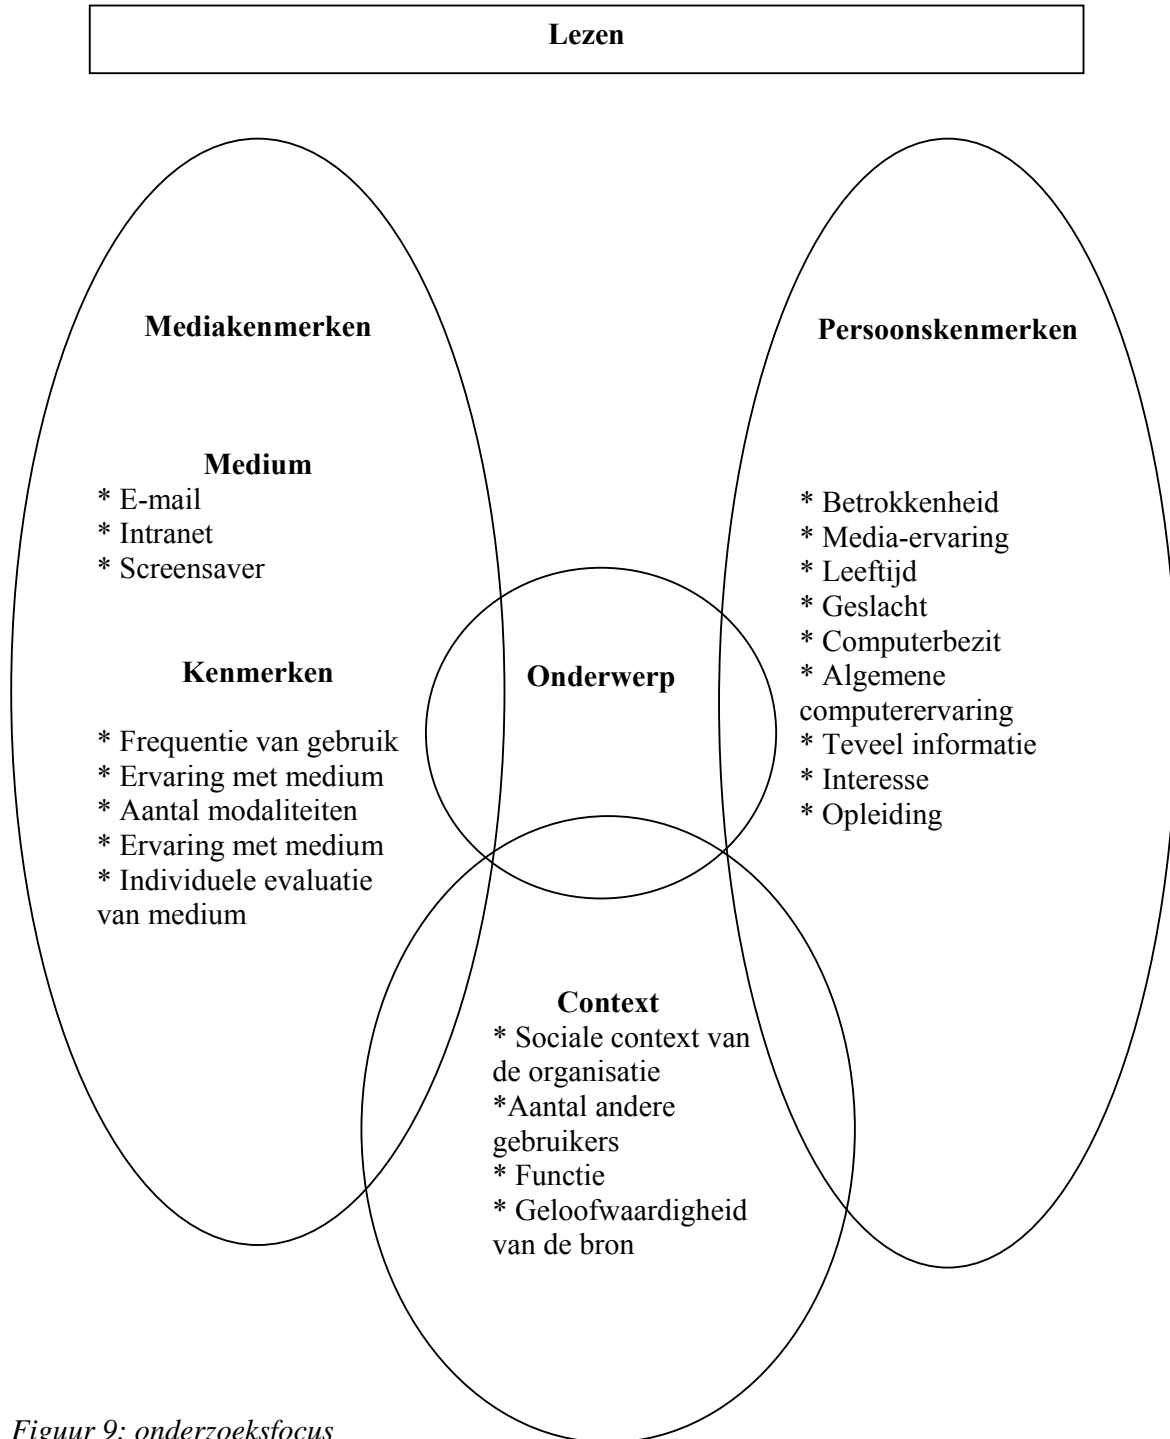 Lezen
Mediakenmerken
Medium
* E-mail
* Intranet
* Screensaver
Kenmerken
* Frequentie van gebruik
* Ervaring met medium
* Aantal modaliteiten
* Ervaring met medium
* Individuele evaluatie
van medium
Onderwerp
Persoonskenmerken
* Betrokkenheid
* Media-ervaring
* Leeftijd
* Geslacht
* Computerbezit
* Algemene
computerervaring
* Teveel informatie
* Interesse
* Opleiding
Context
* Sociale context van
de organisatie
*Aantal andere
gebruikers
* Functie
* Geloofwaardigheid
van de bron
Figuur 9: onderzoeksfocus